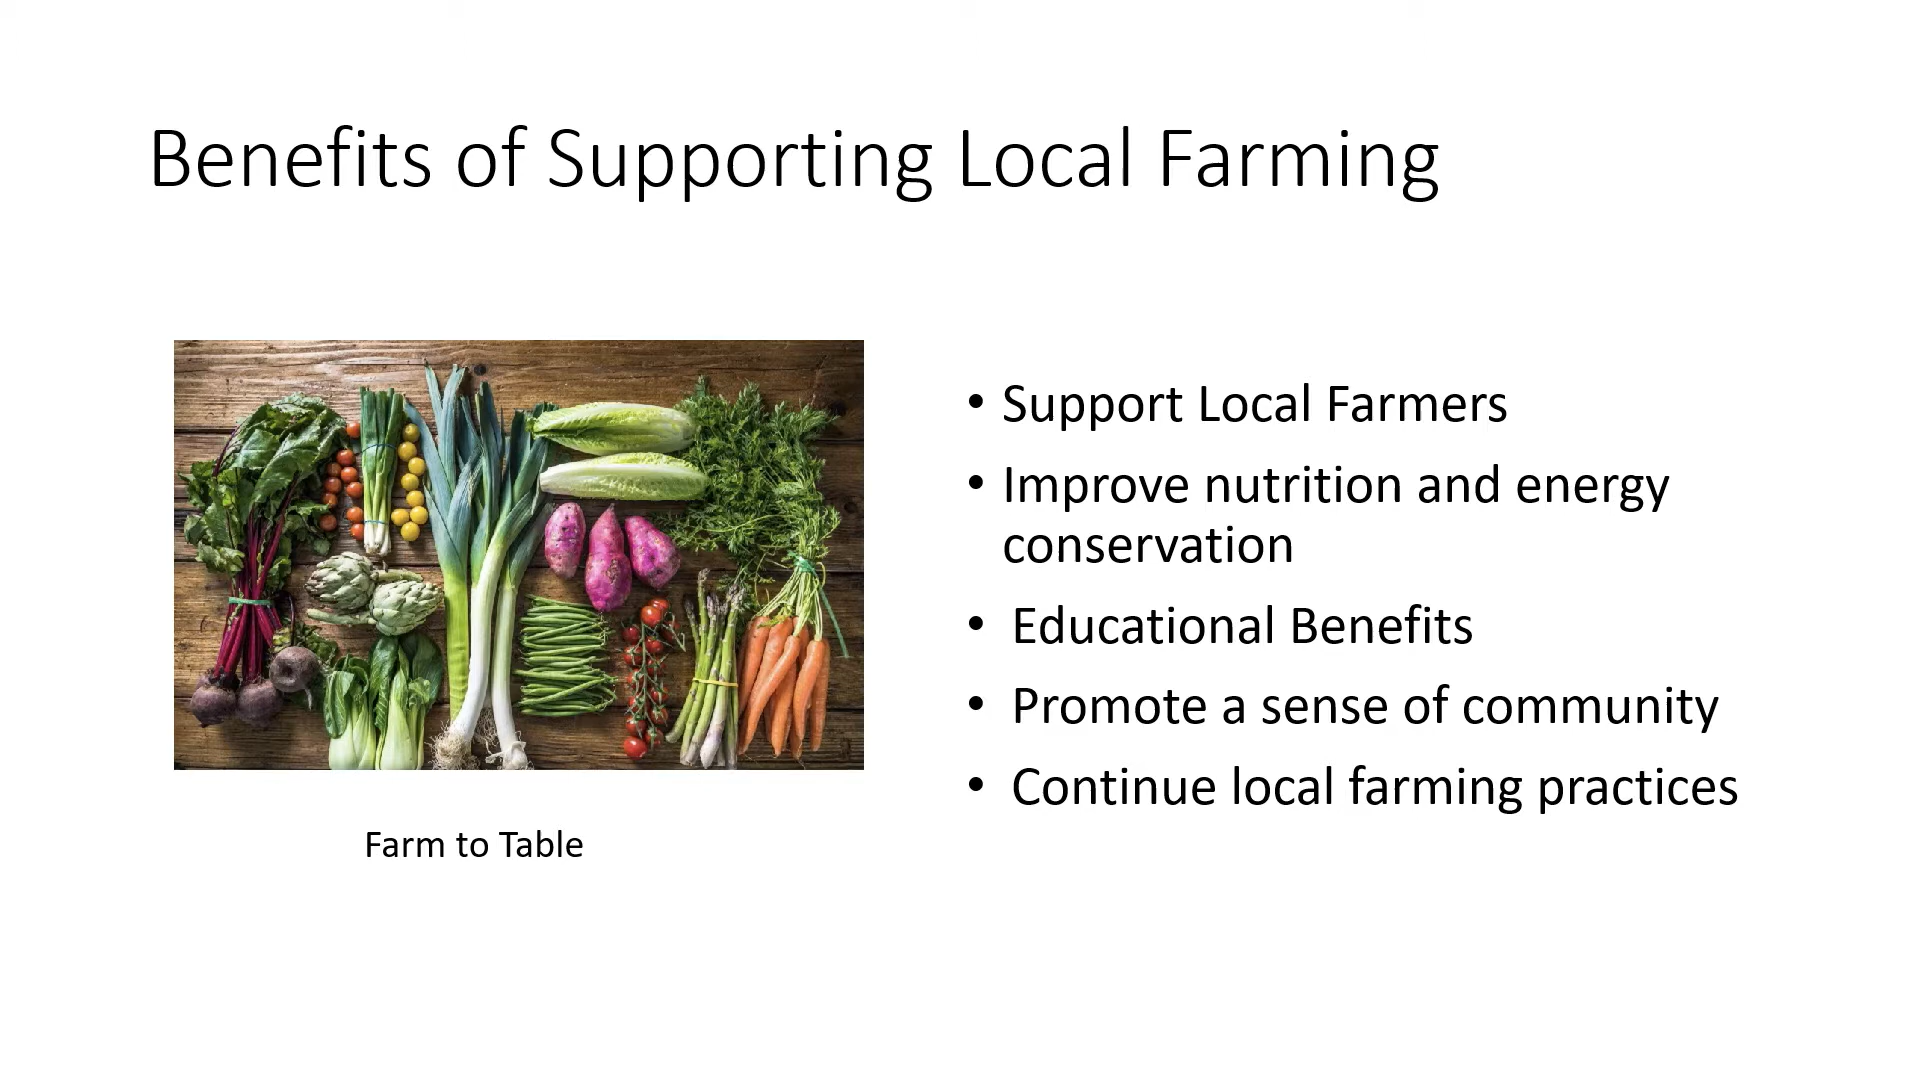 Benefits of Supporting Local Farming
Farm to Table
• Support Local Farmers
• Improve nutrition and energy
conservation
• Educational Benefits
• Promote a sense of community
• Continue local farming practices